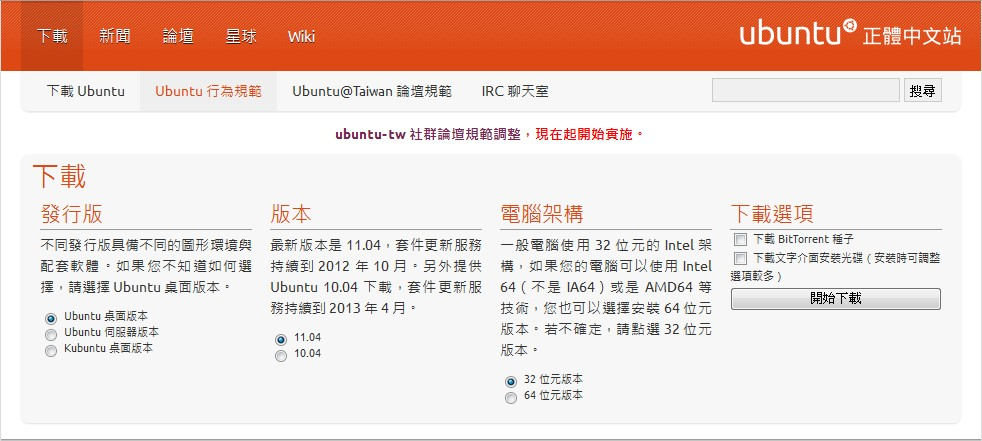 下載 新聞 論壇 星球 Wiki
ubuntu 正體中文站
下載 Ubuntu Ubuntu 行為規範 Ubuntu@Taiwan 論壇規範 IRC 聊天室 搜尋
ubuntu-tw 社群論壇規範調整，現在起開始實施。
下載
發行版
不同發行版具備不同的圖形環境與
配套軟體。如果您不知道如何選
擇，請選擇 Ubuntu 桌面版本。
Ubuntu 桌面版本
Ubuntu 伺服器版本
Kubuntu 桌面版本
版本
最新版本是 11.04，套件更新服務
持續到 2012 年 10 月。另外提供
Ubuntu 10.04 下載，套件更新服
務持續到 2013 年 4 月。
11.04
10.04
電腦架構
一般電腦使用 32 位元的 Intel 架
構，如果您的電腦可以使用 Intel
64（不是 IA64）或是 AMD64 等
技術，您也可以選擇安裝 64 位元
版本。若不確定，請點選 32 位元
版本。
32 位元版本
64 位元版本
下載選項
下載 BitTorrent 種子
下載文字介面安裝光碟（安裝時可調整
選項較多）
開始下載